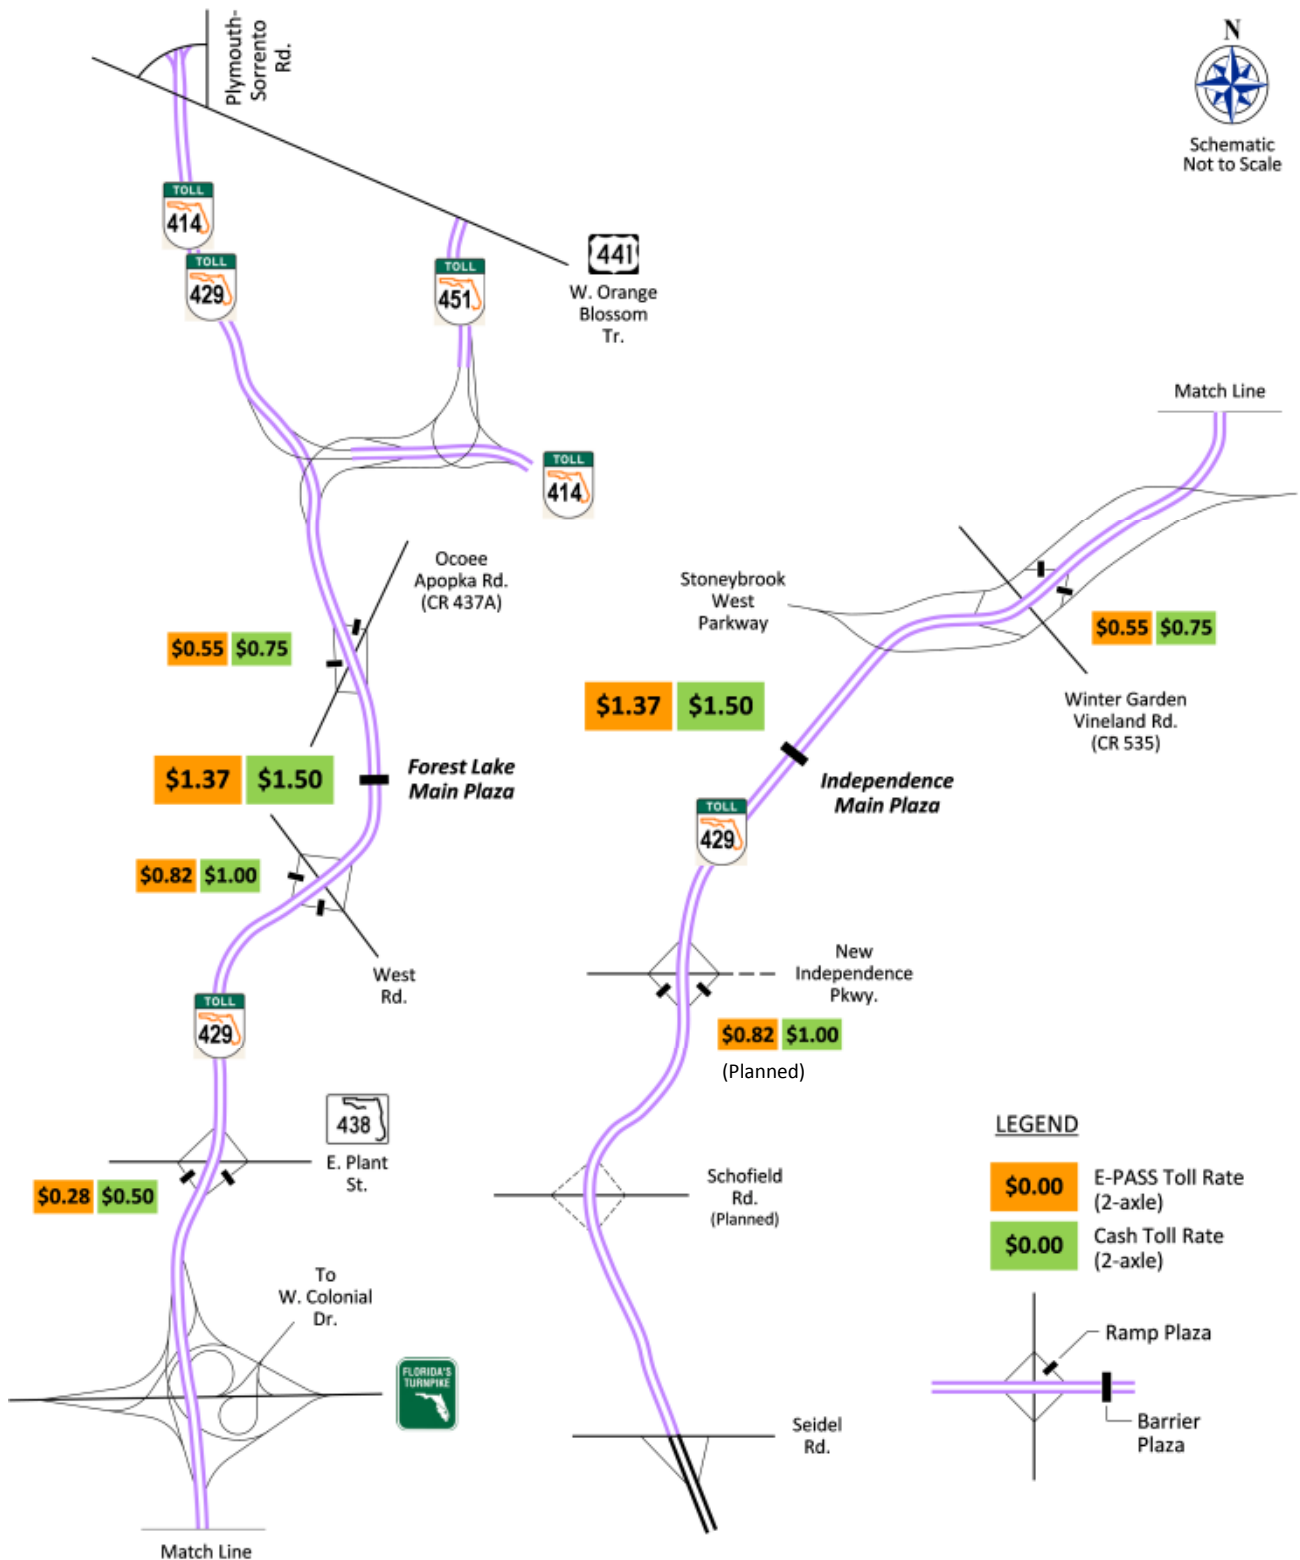 Plymouth-
Sorrento
Rd.
N
Schematic
Not to Scale
TOLL
414
TOLL
429
TOLL
451
441
W. Orange
Blossom
Tr.
Match Line
TOLL
414
Ocoee
Apopka Rd.
(CR 437A)
$0.55 $0.75
Stoneybrook
West
Parkway
$0.55 $0.75
Winter Garden
Vineland Rd.
(CR 535)
$1.37 $1.50
Forest Lake
Main Plaza
$1.37 $1.50
Independence
Main Plaza
TOLL
429
$0.82 $1.00
West
Rd.
New
Independence
Pkwy.
$0.82 $1.00
(Planned)
TOLL
429
438
E. Plant
St.
$0.28 $0.50
Schofield
Rd.
(Planned)
LEGEND
$0.00
E-PASS Toll Rate
(2-axle)
$0.00
Cash Toll Rate
(2-axle)
To
W. Colonial
Dr.
FLORIDA'S
TURNPIKE
Ramp Plaza
Barrier
Plaza
Seidel
Rd.
Match Line